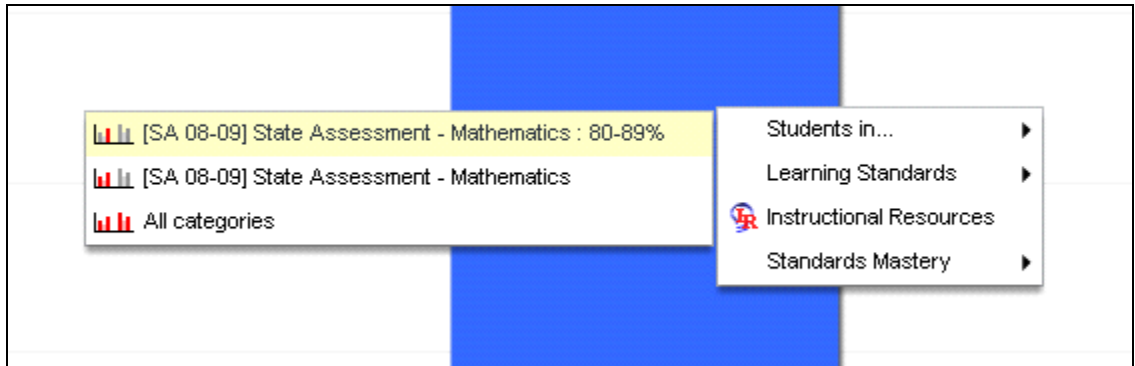 [SA 08-09] State Assessment - Mathematics : 80-89%
[SA 08-09] State Assessment - Mathematics
All categories
Students in...
Learning Standards
IR Instructional Resources
Standards Mastery